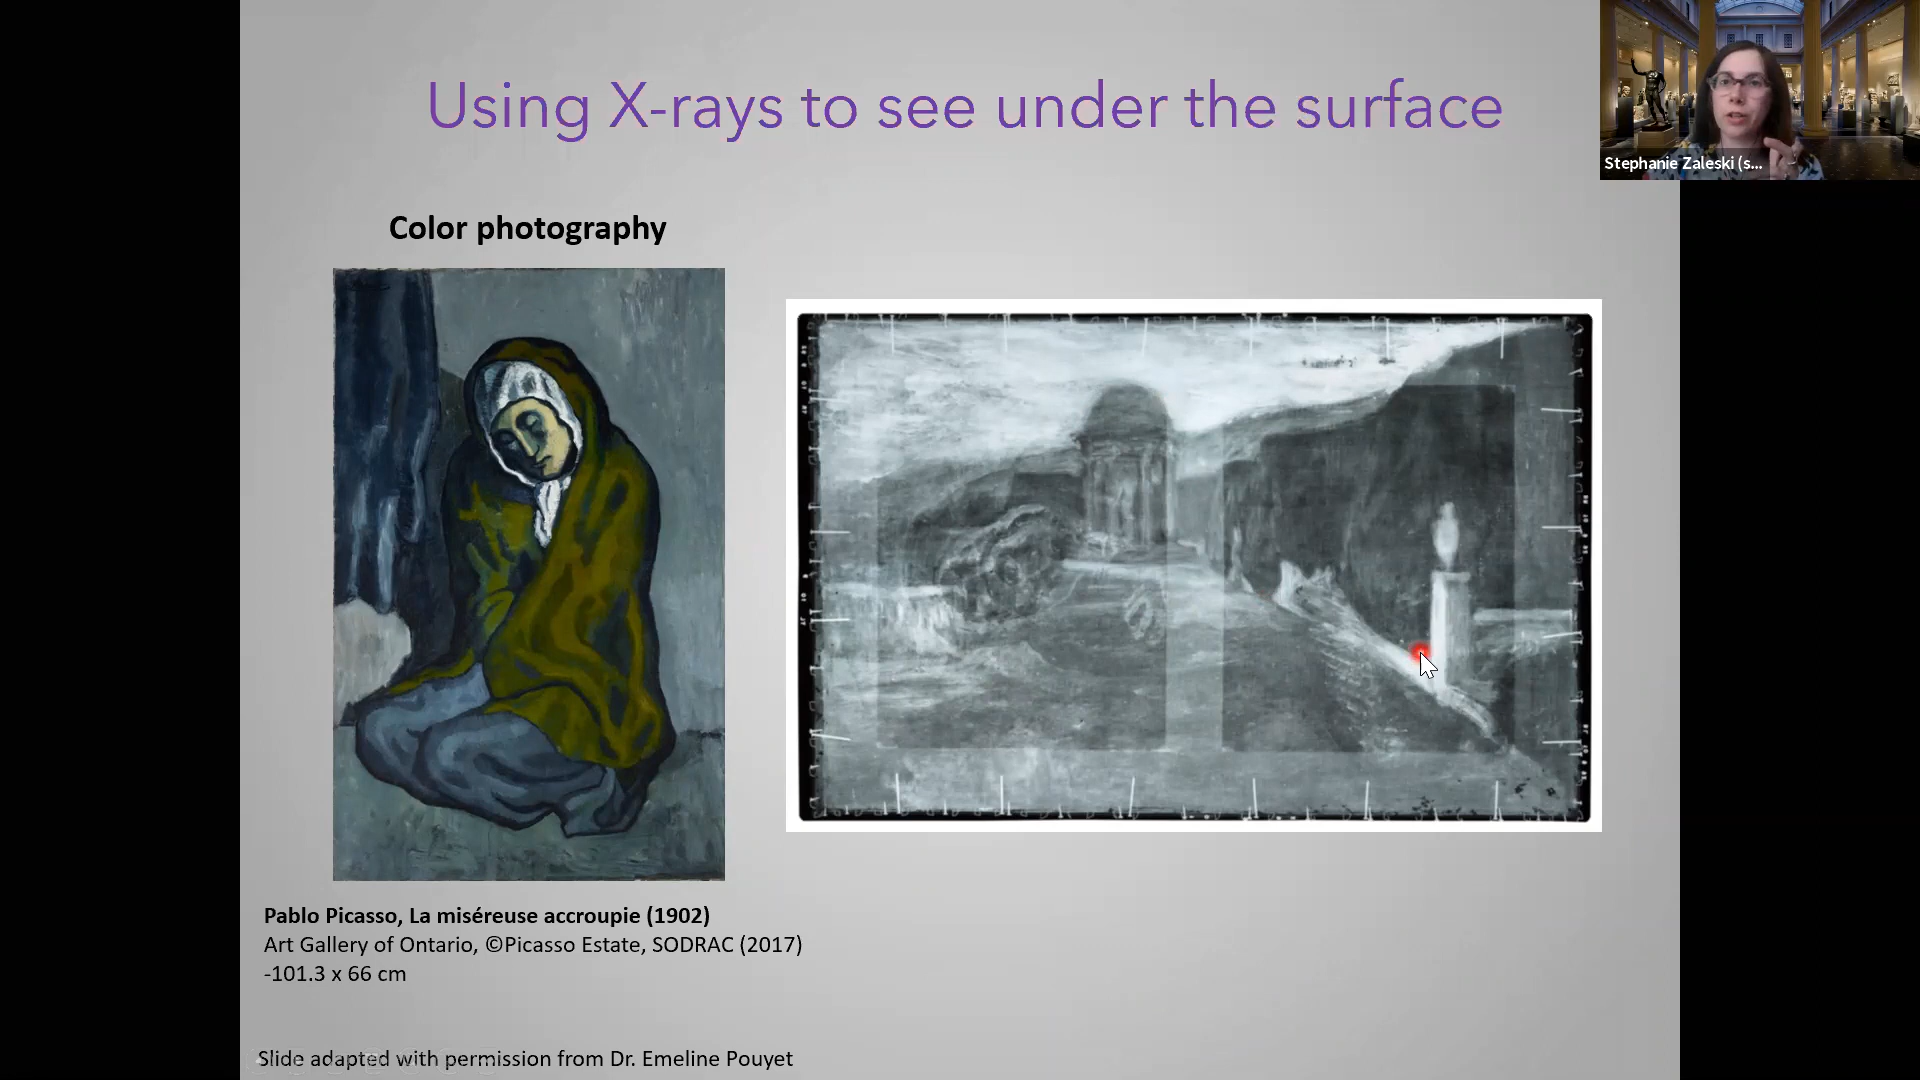 Using X-rays to see under the surface
Stephanie Zaleski (s...
Color photography
Pablo Picasso, La miséreuse accroupie (1902)
Art Gallery of Ontario, ©Picasso Estate, SODRAC (2017)
-101.3 x 66 cm
Slide adapted with permission from Dr. Emeline Pouyet